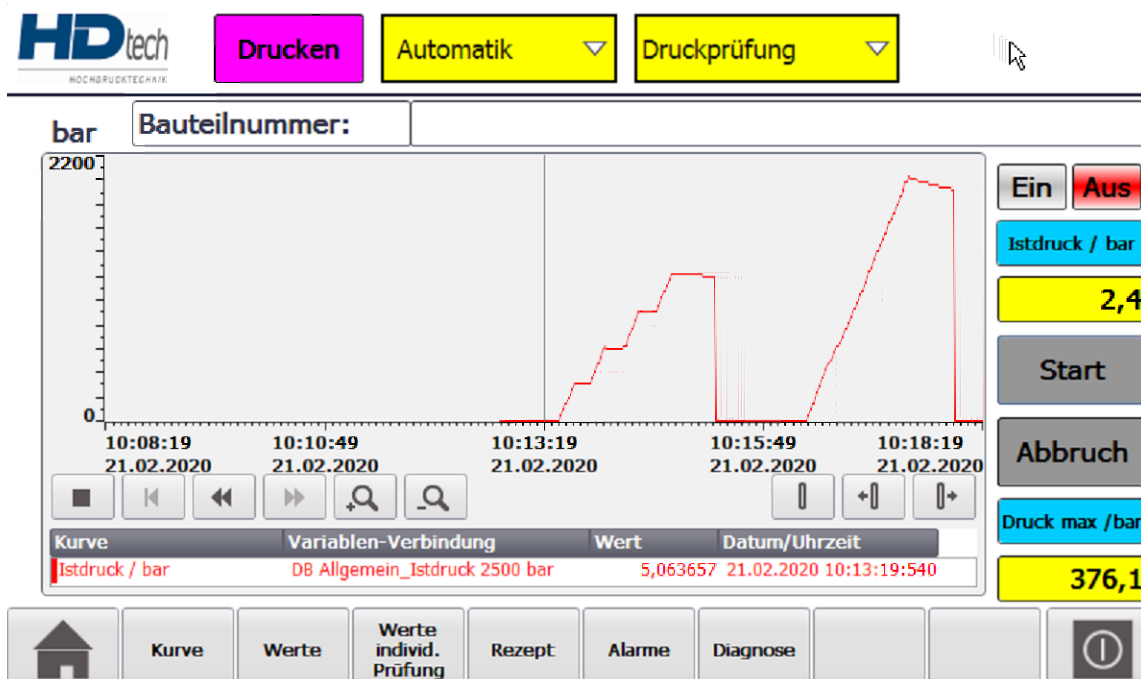 HDtech
HOCHDRUCKTECHNIK
Drucken
Automatik
Druckprüfung
bar
Bauteilnummer:
2200
0
10:08:19 10:10:49 10:13:19 10:15:49 10:18:19
21.02.2020 21.02.2020 21.02.2020 21.02.2020 21.02.2020
Ein Aus
Istdruck / bar
2,4
Start
Abbruch
Druck max /bar
376,1
Kurve Variablen-Verbindung Wert Datum/Uhrzeit
Istdruck / bar DB Allgemein_Istdruck 2500 bar 5,063657 21.02.2020 10:13:19:540
Kurve
Werte
Werte
individ.
Prüfung
Rezept
Alarme
Diagnose